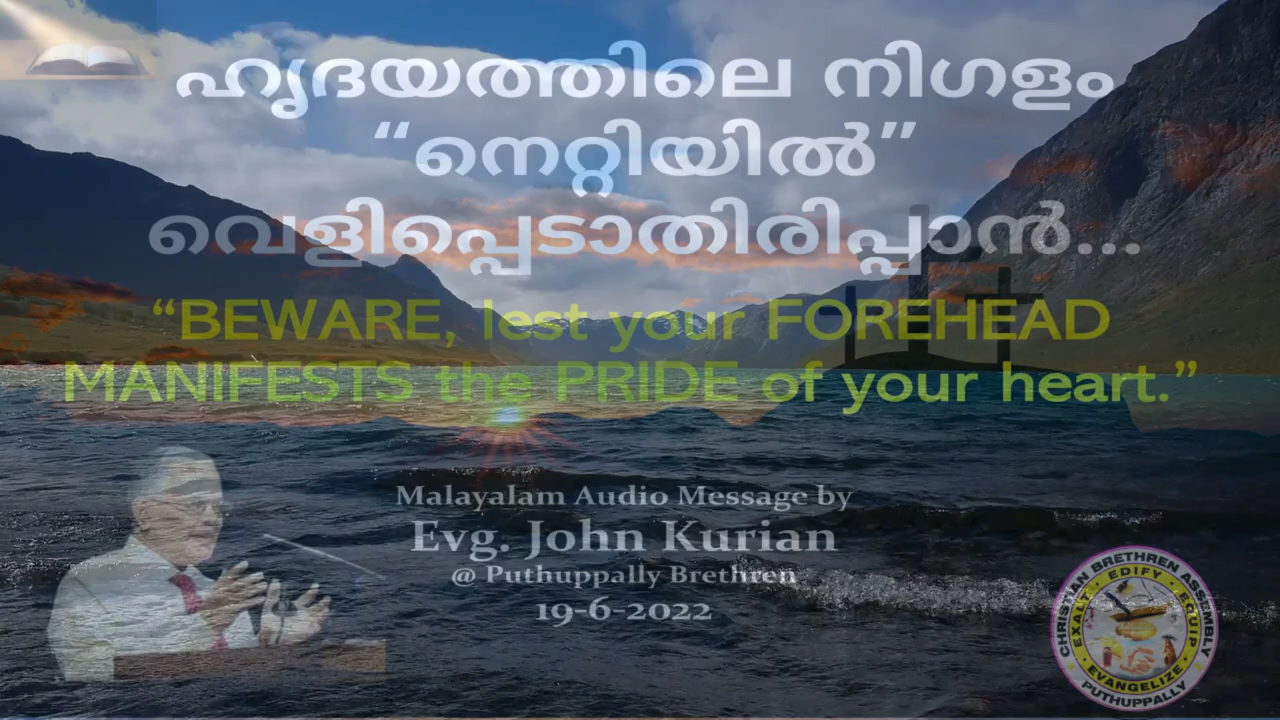 ഹൃദയത്തിലെ നിഗളം
“നെറ്റിയിൽ”
വെളിപ്പെടാതിരിപ്പാൻ...
“BEWARE, lest your FOREHEAD
MANIFESTS the PRIDE of your heart.”
Malayalam Audio Message by
Evg. John Kurian
@ Puthuppally Brethren
19-6-2022
CHRISTIAN BRETHREN ASSEMBLY
PUTHUPPALLY
EXALT • EDIFY • EQUIP
• EVANGELIZE •